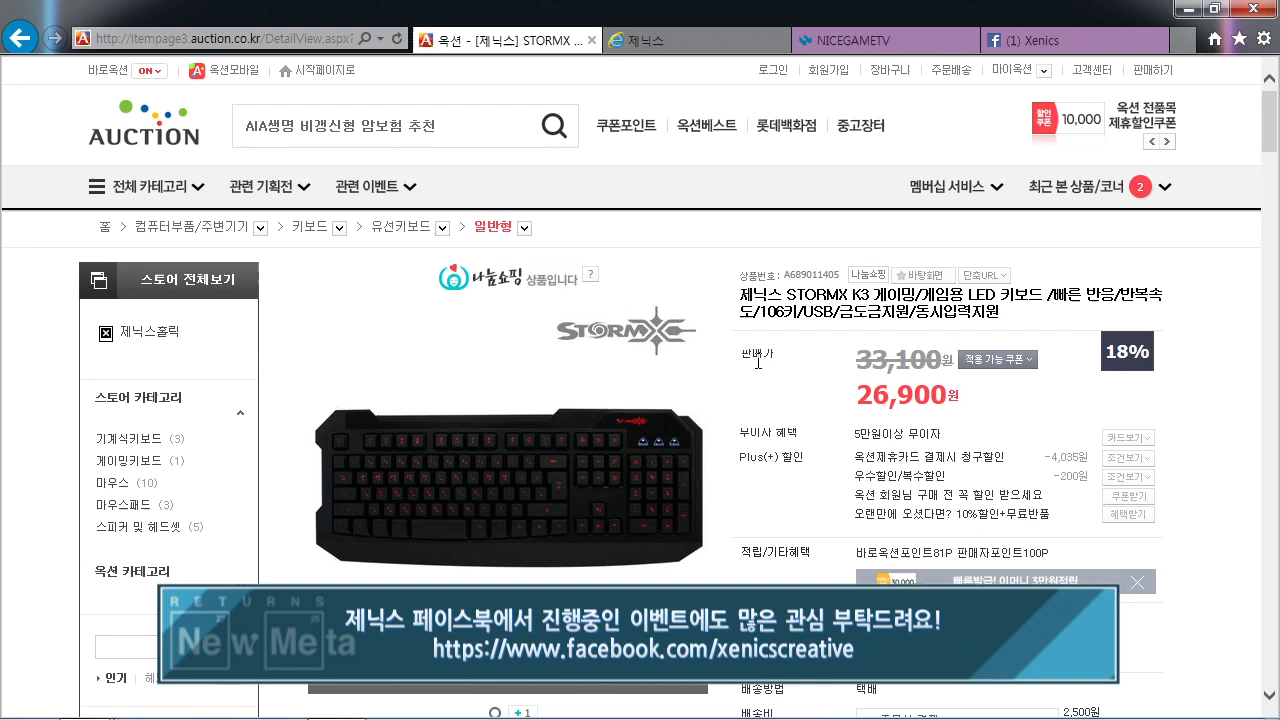 http://itempage3.auction.co.kr/DetailView.aspx?
옥션 - [제닉스] STORMX ...
제닉스
NICEGAMETV
(1) Xenics
바로옥션 ON
옥션모바일
시작페이지로
로그인
회원가입
장바구니
주문배송
마이옥션
고객센터
판매하기
AUCTION
AIA생명 비갱신형 암보험 추천
쿠폰포인트
옥션베스트
롯데백화점
중고장터
할인쿠폰
10,000
옥션 전품목
제휴할인쿠폰
전체 카테고리
관련 기획전
관련 이벤트
멤버십 서비스
최근 본 상품/코너 2
홈 > 컴퓨터부품/주변기기 > 키보드 > 유선키보드 > 일반형
스토어 전체보기
제닉스홀릭
스토어 카테고리
기계식키보드 (3)
게이밍키보드 (1)
마우스 (10)
마우스패드 (3)
스피커 및 헤드셋 (5)
옥션 카테고리
인기
나눔쇼핑 상품입니다 ?
STORMX
상품번호: A689011405
나눔쇼핑
바탕화면
단축URL
제닉스 STORMX K3 게이밍/게임용 LED 키보드 /빠른 반응/반복속
도/106키/USB/금도금지원/동시입력지원
판매가
33,100원
적용 가능 쿠폰
18%
26,900원
무이자 혜택
5만원이상 무이자
카드보기
Plus(+) 할인
옥션제휴카드 결제시 청구할인
-4,035원
조건보기
우수할인/복수할인
-200원
조건보기
옥션 회원님 구매 전 꼭 할인 받으세요
쿠폰받기
오랜만에 오셨다면? 10%할인+무료반품
혜택받기
적립/기타혜택
바로옥션포인트81P 판매자포인트100P
30,000
빠른발급! 이머니 3만원적립
RETURNS
New Meta
제닉스 페이스북에서 진행중인 이벤트에도 많은 관심 부탁드려요!
https://www.facebook.com/xenicscreative
배송방법
택배
배송비
2,500원
+1